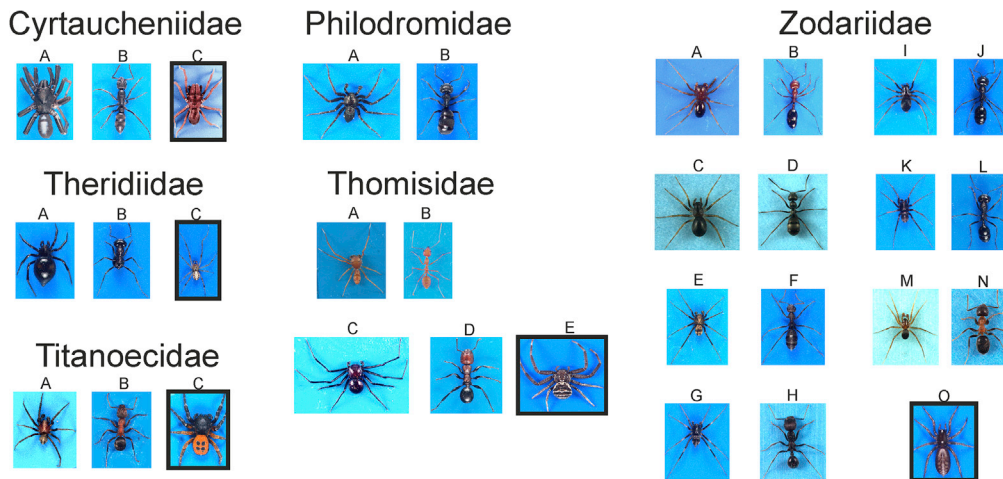 Cyrtaucheniidae
A B C
Theridiidae
A B C
Titanoecidae
A B C
Philodromidae
A B
Thomisidae
A B
C D E
Zodariidae
A B I J
C D K L
E F M N
G H O